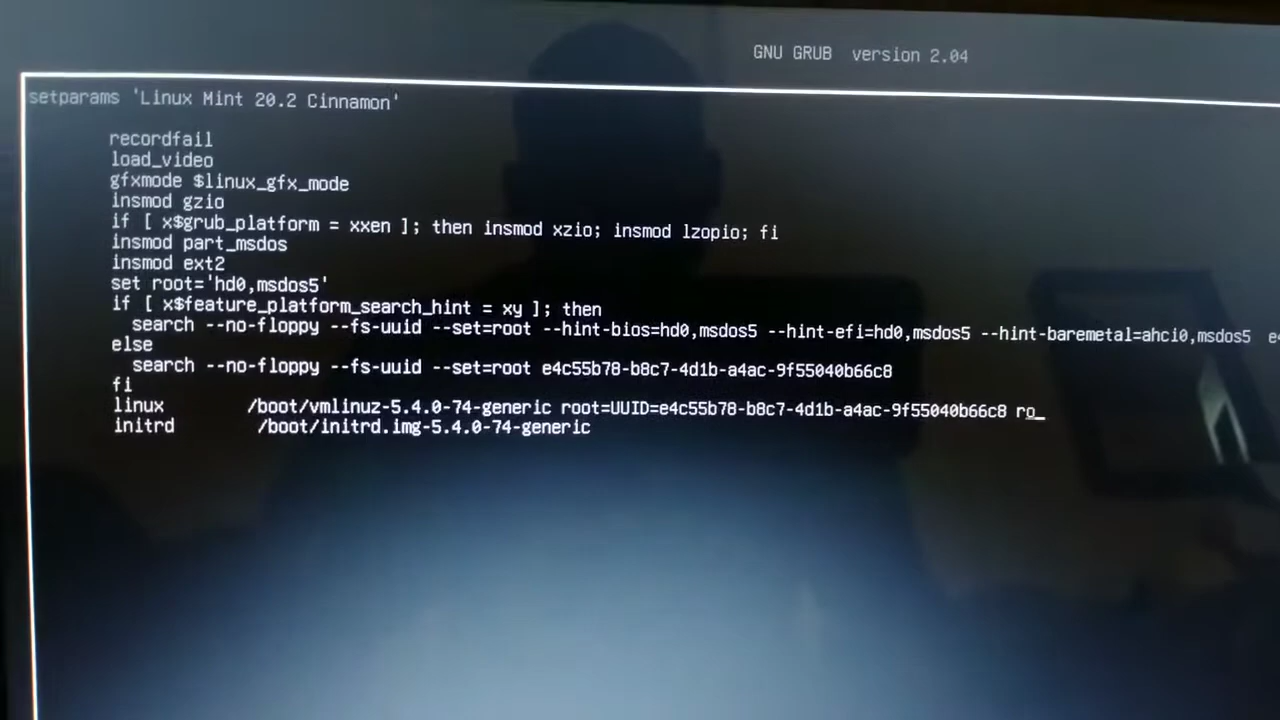 GNU GRUB version 2.04
setparams 'Linux Mint 20.2 Cinnamon'
recordfail
load_video
gfxmode $linux_gfx_mode
insmod gzio
if [ x$grub_platform = xxen ]; then insmod xzio; insmod lzopio; fi
insmod part_msdos
insmod ext2
set root='hd0,msdos5'
if [ x$feature_platform_search_hint = xy ]; then
search --no-floppy --fs-uuid --set=root --hint-bios=hd0,msdos5 --hint-efi=hd0,msdos5 --hint-baremetal=ahci0,msdos5
else
search --no-floppy --fs-uuid --set=root e4c55b78-b8c7-4d1b-a4ac-9f55040b66c8
fi
linux /boot/vmlinuz-5.4.0-74-generic root=UUID=e4c55b78-b8c7-4d1b-a4ac-9f55040b66c8 ro_
initrd /boot/initrd.img-5.4.0-74-generic